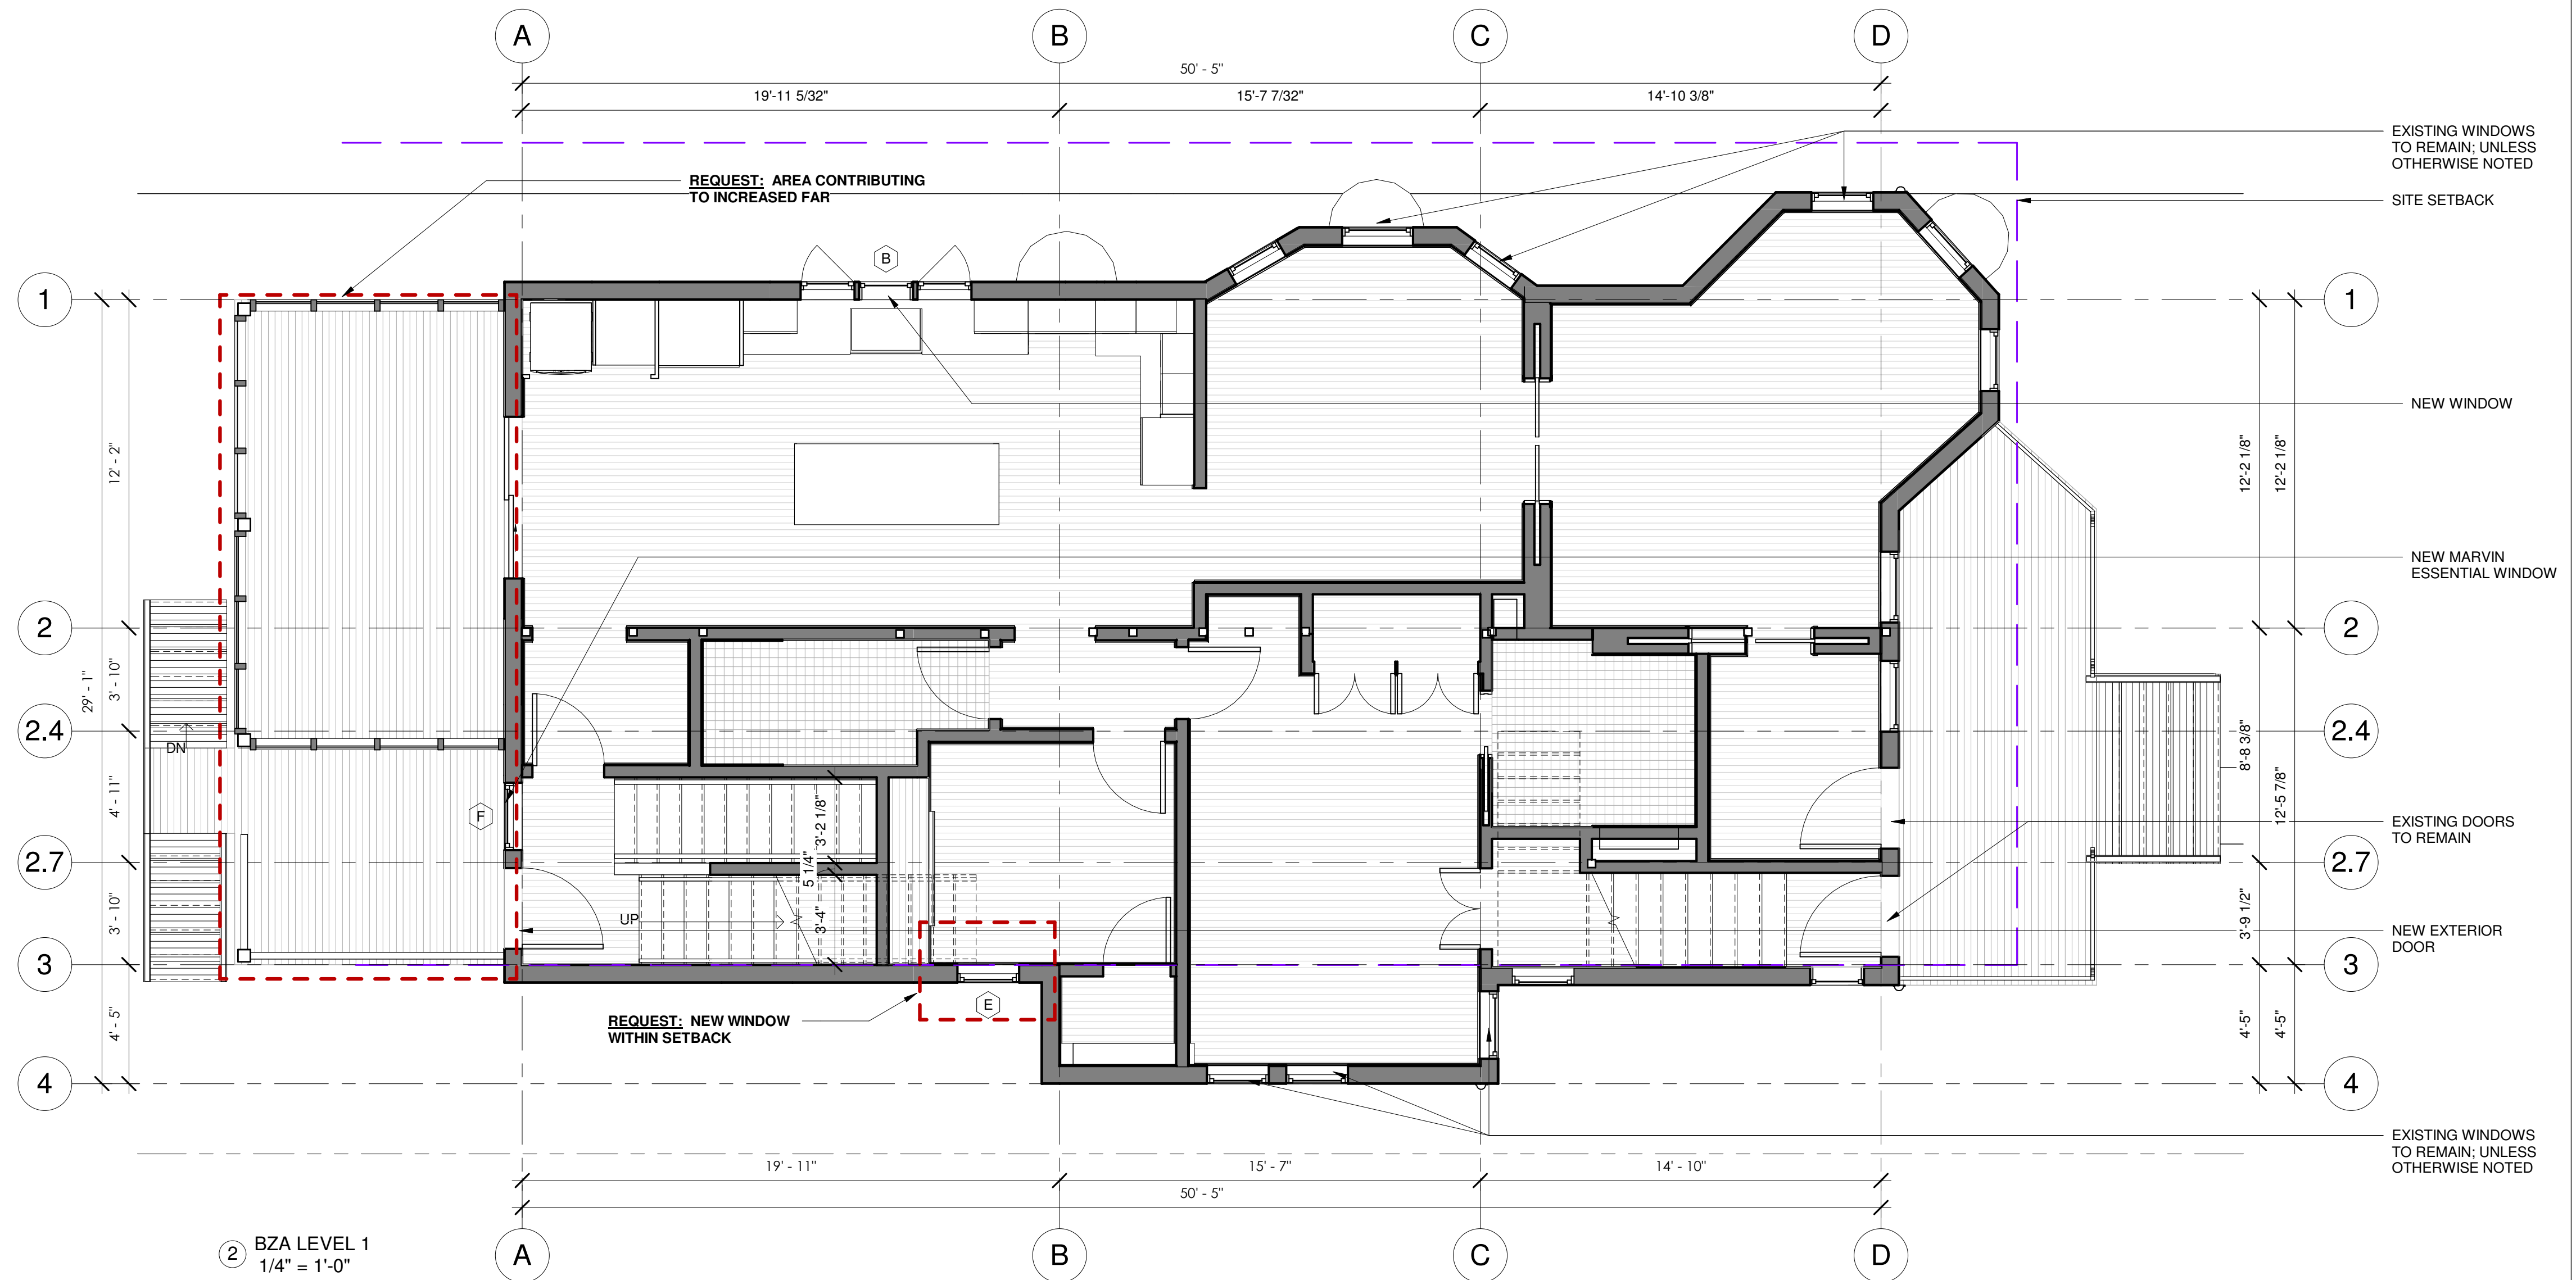 A
B
C
D
50' - 5"
19'-11 5/32"
15'-7 7/32"
14'-10 3/8"
EXISTING WINDOWS
TO REMAIN; UNLESS
OTHERWISE NOTED
REQUEST: AREA CONTRIBUTING
TO INCREASED FAR
SITE SETBACK
B
1
1
NEW WINDOW
12' - 2"
12'-2 1/8"
12'-2 1/8"
NEW MARVIN
ESSENTIAL WINDOW
2
2
29' - 1"
3' - 10"
2.4
2.4
DN
8'-8 3/8"
12'-5 7/8"
4' - 11"
F
3'-2 1/8"
EXISTING DOORS
TO REMAIN
5 1/4"
2.7
2.7
3' - 10"
UP
3'-4"
3'-9 1/2"
NEW EXTERIOR
DOOR
3
3
E
REQUEST: NEW WINDOW
WITHIN SETBACK
4' - 5"
4'-5"
4'-5"
4
4
EXISTING WINDOWS
TO REMAIN; UNLESS
OTHERWISE NOTED
19' - 11"
15' - 7"
14' - 10"
50' - 5"
A
B
C
D
2 BZA LEVEL 1
1/4" = 1'-0"